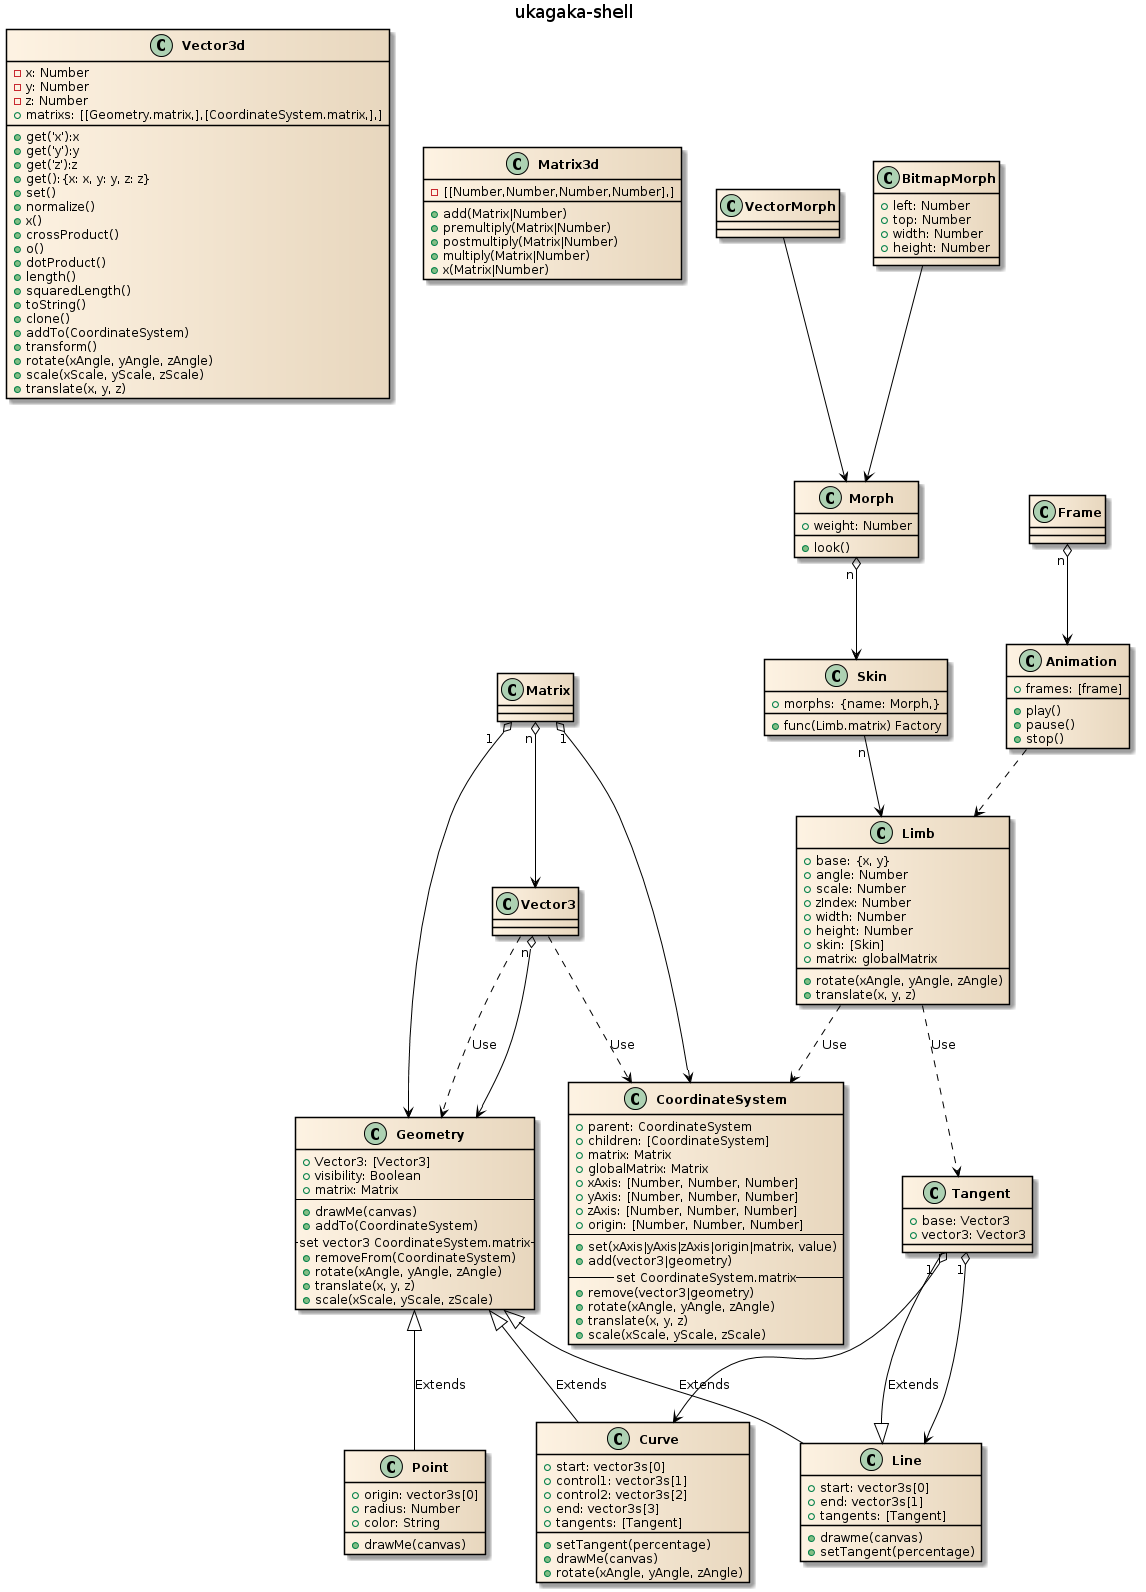 ukagaka-shell
C Vector3d
x: Number
y: Number
z: Number
matrixs: [[Geometry.matrix,],[CoordinateSystem.matrix,],]
get('x'):x
get('y'):y
get('z'):z
get(): {x: x, y: y, z: z}
set()
normalize()
x()
crossProduct()
o()
dotProduct()
length()
squaredLength()
toString()
clone()
addTo(CoordinateSystem)
transform()
rotate(xAngle, yAngle, zAngle)
scale(xScale, yScale, zScale)
translate(x, y, z)
C Matrix3d
[[Number,Number,Number,Number],]
add(Matrix|Number)
premultiply(Matrix|Number)
postmultiply(Matrix|Number)
multiply(Matrix|Number)
x(Matrix|Number)
C VectorMorph
C BitmapMorph
left: Number
top: Number
width: Number
height: Number
C Morph
weight: Number
look()
n
C Frame
n
C Skin
morphs: {name: Morph,}
func(Limb.matrix) Factory
n
C Animation
frames: [frame]
play()
pause()
stop()
C Matrix
1
n
1
C Limb
base: {x, y}
angle: Number
scale: Number
zIndex: Number
width: Number
height: Number
skin: [Skin]
matrix: globalMatrix
rotate(xAngle, yAngle, zAngle)
translate(x, y, z)
C Vector3
n
Use
Use
Use
Use
C Geometry
Vector3: [Vector3]
visibility: Boolean
matrix: Matrix
drawMe(canvas)
addTo(CoordinateSystem)
set vector3 CoordinateSystem.matrix
removeFrom(CoordinateSystem)
rotate(xAngle, yAngle, zAngle)
translate(x, y, z)
scale(xScale, yScale, zScale)
C CoordinateSystem
parent: CoordinateSystem
children: [CoordinateSystem]
matrix: Matrix
globalMatrix: Matrix
xAxis: [Number, Number, Number]
yAxis: [Number, Number, Number]
zAxis: [Number, Number, Number]
origin: [Number, Number, Number]
set(xAxis|yAxis|zAxis|origin|matrix, value)
add(vector3|geometry)
set CoordinateSystem.matrix
remove(vector3|geometry)
rotate(xAngle, yAngle, zAngle)
translate(x, y, z)
scale(xScale, yScale, zScale)
C Tangent
base: Vector3
vector3: Vector3
1
1
Extends
Extends
Extends
Extends
C Point
origin: vector3s[0]
radius: Number
color: String
drawMe(canvas)
C Curve
start: vector3s[0]
control1: vector3s[1]
control2: vector3s[2]
end: vector3s[3]
tangents: [Tangent]
setTangent(percentage)
drawMe(canvas)
rotate(xAngle, yAngle, zAngle)
C Line
start: vector3s[0]
end: vector3s[1]
tangents: [Tangent]
drawme(canvas)
setTangent(percentage)